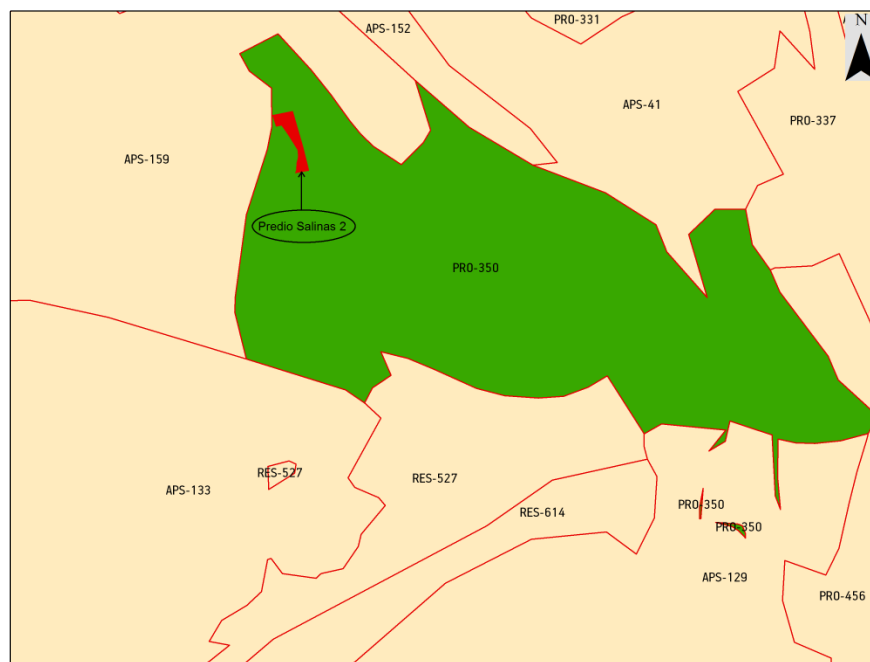 PRO-331
N
APS-152
APS-41
PRO-337
APS-159
Predio Salinas 2
PRO-350
RES-527
RES-527
APS-133
PRO-350
RES-614
PRO-350
APS-129
PRO-456